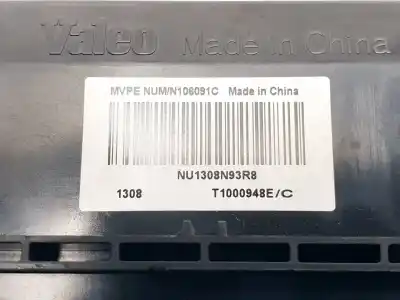 Valeo Made in China
MVPE NUM/N106091C Made in China
NU1308N93R8
1308 T1000948E/C